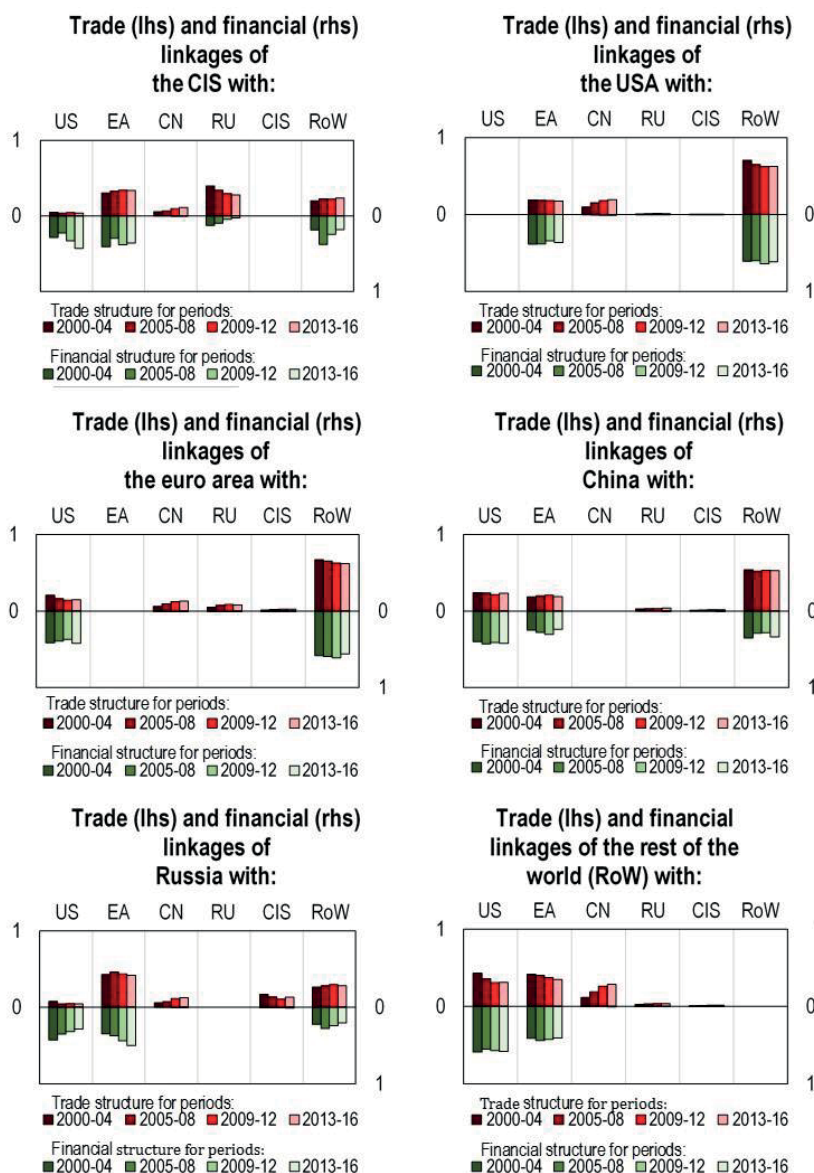 Trade (lhs) and financial (rhs)
linkages of
the CIS with:
US EA CN RU CIS RoW
1
0 0
1
Trade structure for periods:
2000-04 2005-08 2009-12 2013-16
Financial structure for periods:
2000-04 2005-08 2009-12 2013-16
Trade (lhs) and financial (rhs)
linkages of
the USA with:
US EA CN RU CIS RoW
1
0 0
1
Trade structure for periods:
2000-04 2005-08 2009-12 2013-16
Financial structure for periods:
2000-04 2005-08 2009-12 2013-16
Trade (lhs) and financial (rhs)
linkages of
the euro area with:
US EA CN RU CIS RoW
1
0 0
1
Trade structure for periods:
2000-04 2005-08 2009-12 2013-16
Financial structure for periods:
2000-04 2005-08 2009-12 2013-16
Trade (lhs) and financial (rhs)
linkages of
China with:
US EA CN RU CIS RoW
1
0 0
1
Trade structure for periods:
2000-04 2005-08 2009-12 2013-16
Financial structure for periods:
2000-04 2005-08 2009-12 2013-16
Trade (lhs) and financial (rhs)
linkages of
Russia with:
US EA CN RU CIS RoW
1
0 0
1
Trade structure for periods:
2000-04 2005-08 2009-12 2013-16
Financial structure for periods:
2000-04 2005-08 2009-12 2013-16
Trade (lhs) and financial
linkages of the rest of the
world (RoW) with:
US EA CN RU CIS RoW
1
0 0
1
Trade structure for periods:
2000-04 2005-08 2009-12 2013-16
Financial structure for periods:
2000-04 2005-08 2009-12 2013-16